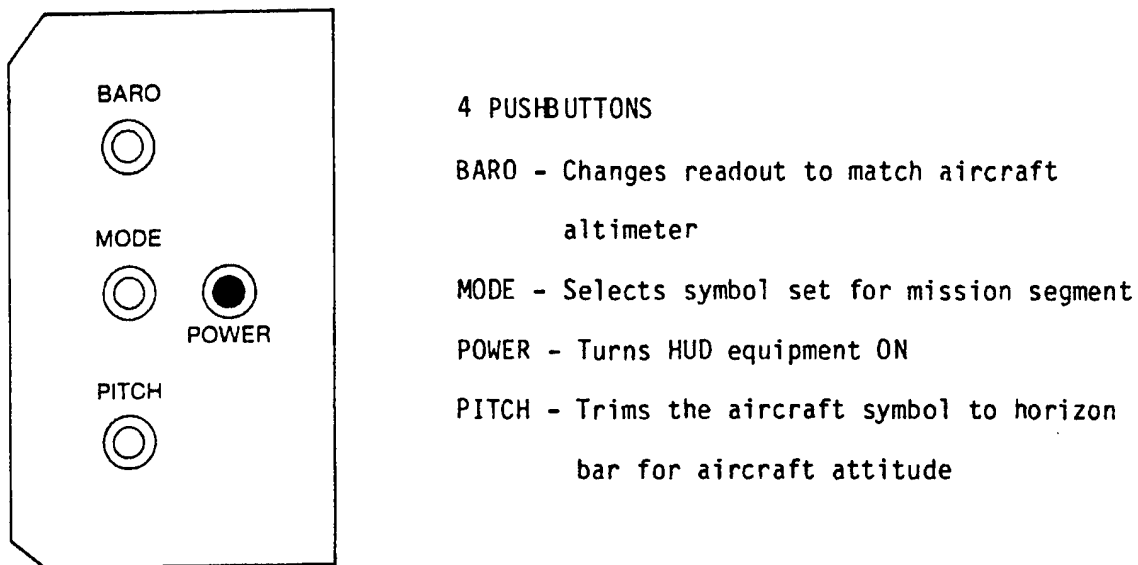 BARO
MODE
POWER
PITCH
4 PUSHBUTTONS
BARO - Changes readout to match aircraft
altimeter
MODE - Selects symbol set for mission segment
POWER - Turns HUD equipment ON
PITCH - Trims the aircraft symbol to horizon
bar for aircraft attitude